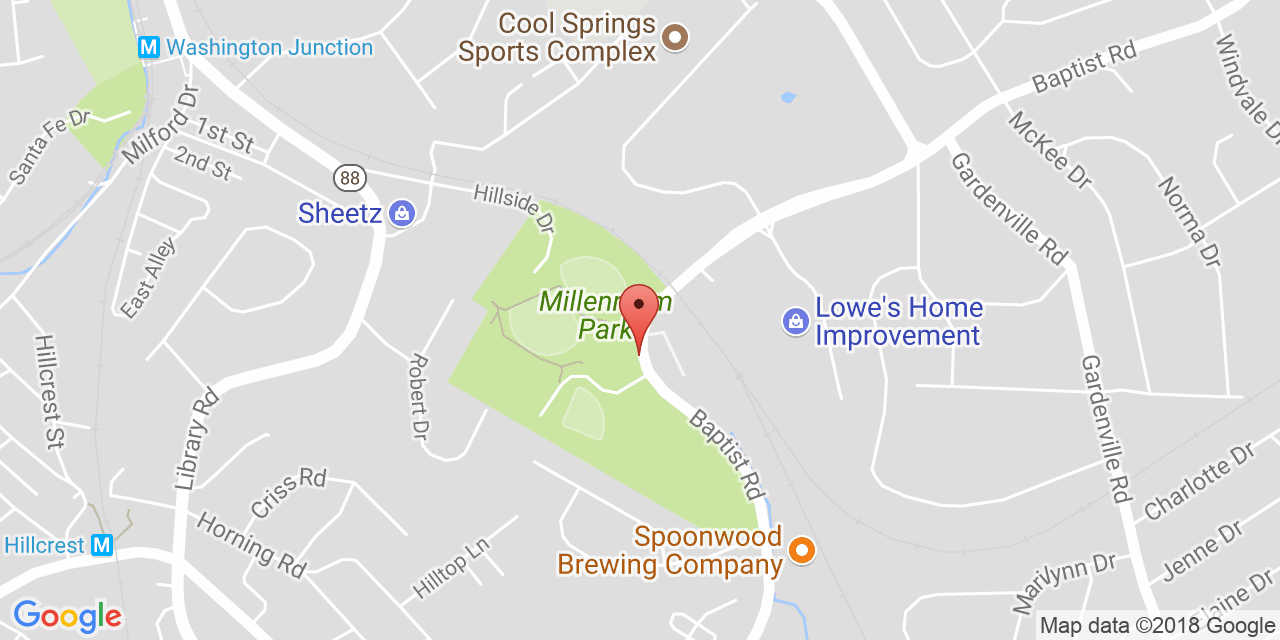 Cool Springs
Sports Complex
Washington Junction
Baptist Rd
Windvale Dr
Santa Fe Dr
Milford Dr
1st St
2nd St
McKee Dr
88
Gardenville Rd
Norma Dr
Hillside Dr
Sheetz
East Alley
Millennium
Park
Lowe's Home
Improvement
Hillcrest St
Robert Dr
Gardenville Rd
Library Rd
Baptist Rd
Criss Rd
Charlotte Dr
Horning Rd
Hillcrest
Spoonwood
Brewing Company
Hilltop Ln
Jenne Dr
Marilynn Dr
Elaine Dr
Google
Map data ©2018 Google